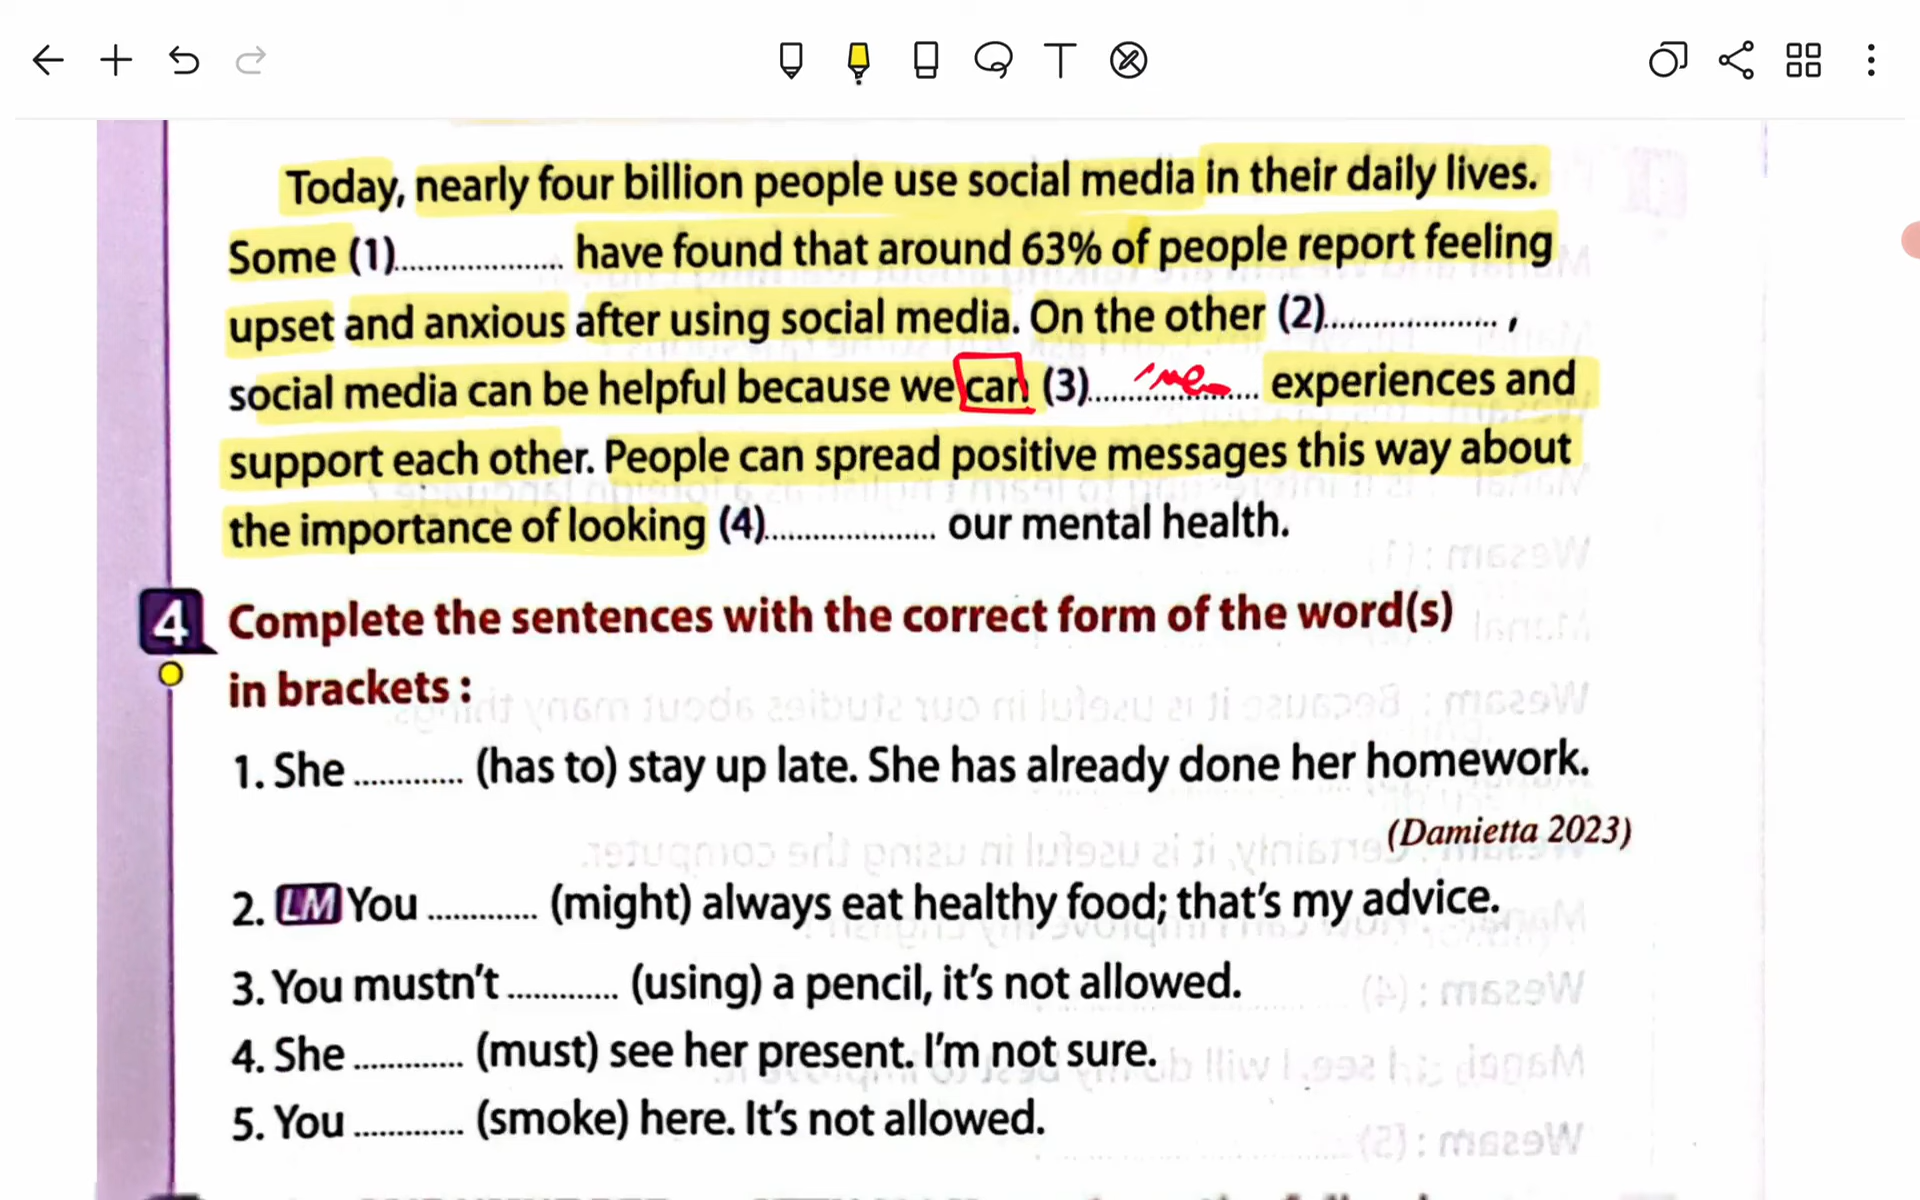 Today, nearly four billion people use social media in their daily lives.
Some (1).................... have found that around 63% of people report feeling
upset and anxious after using social media. On the other (2).................... ,
social media can be helpful because we can (3).................... experiences and
support each other. People can spread positive messages this way about
the importance of looking (4).................... our mental health.
4 Complete the sentences with the correct form of the word(s)
in brackets :
1. She ............. (has to) stay up late. She has already done her homework.
(Damietta 2023)
2. LM You ............. (might) always eat healthy food; that's my advice.
3. You mustn't ............. (using) a pencil, it's not allowed.
4. She ............. (must) see her present. I'm not sure.
5. You ............. (smoke) here. It's not allowed.